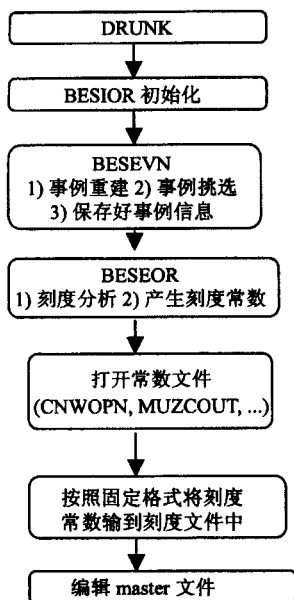 DRUNK
BESIOR 初始化
BESEVN
1) 事例重建 2) 事例挑选
3) 保存好事例信息
BESEOR
1) 刻度分析 2) 产生刻度常数
打开常数文件
(CNWOPN, MUZCOUT, ...)
按照固定格式将刻度
常数输到刻度文件中
编辑 master 文件